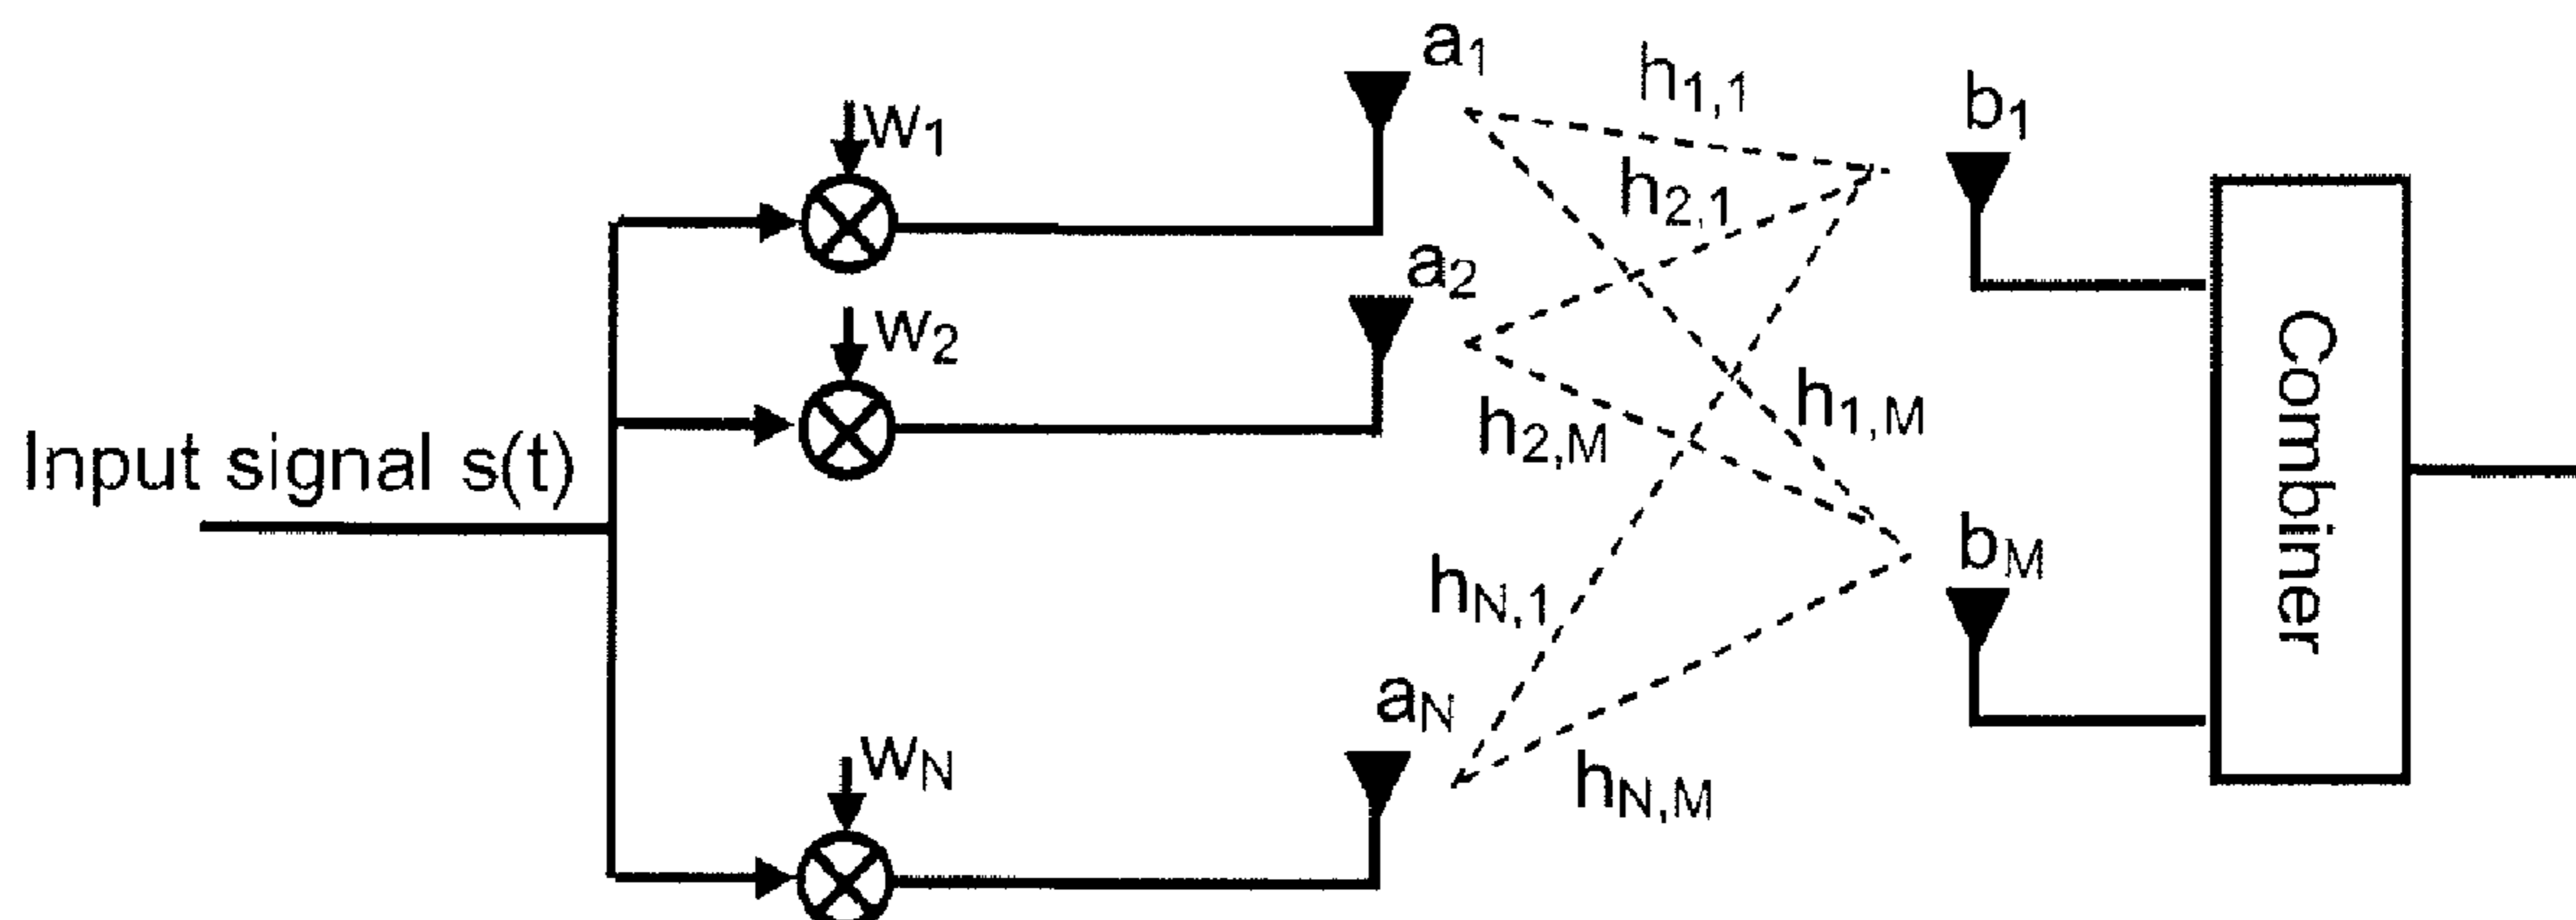 a1
h1,1
b1
w1
h2,1
a2
w2
h1,M
h2,M
Input signal s(t)
Combiner
bM
hN,1
aN
wN
hN,M